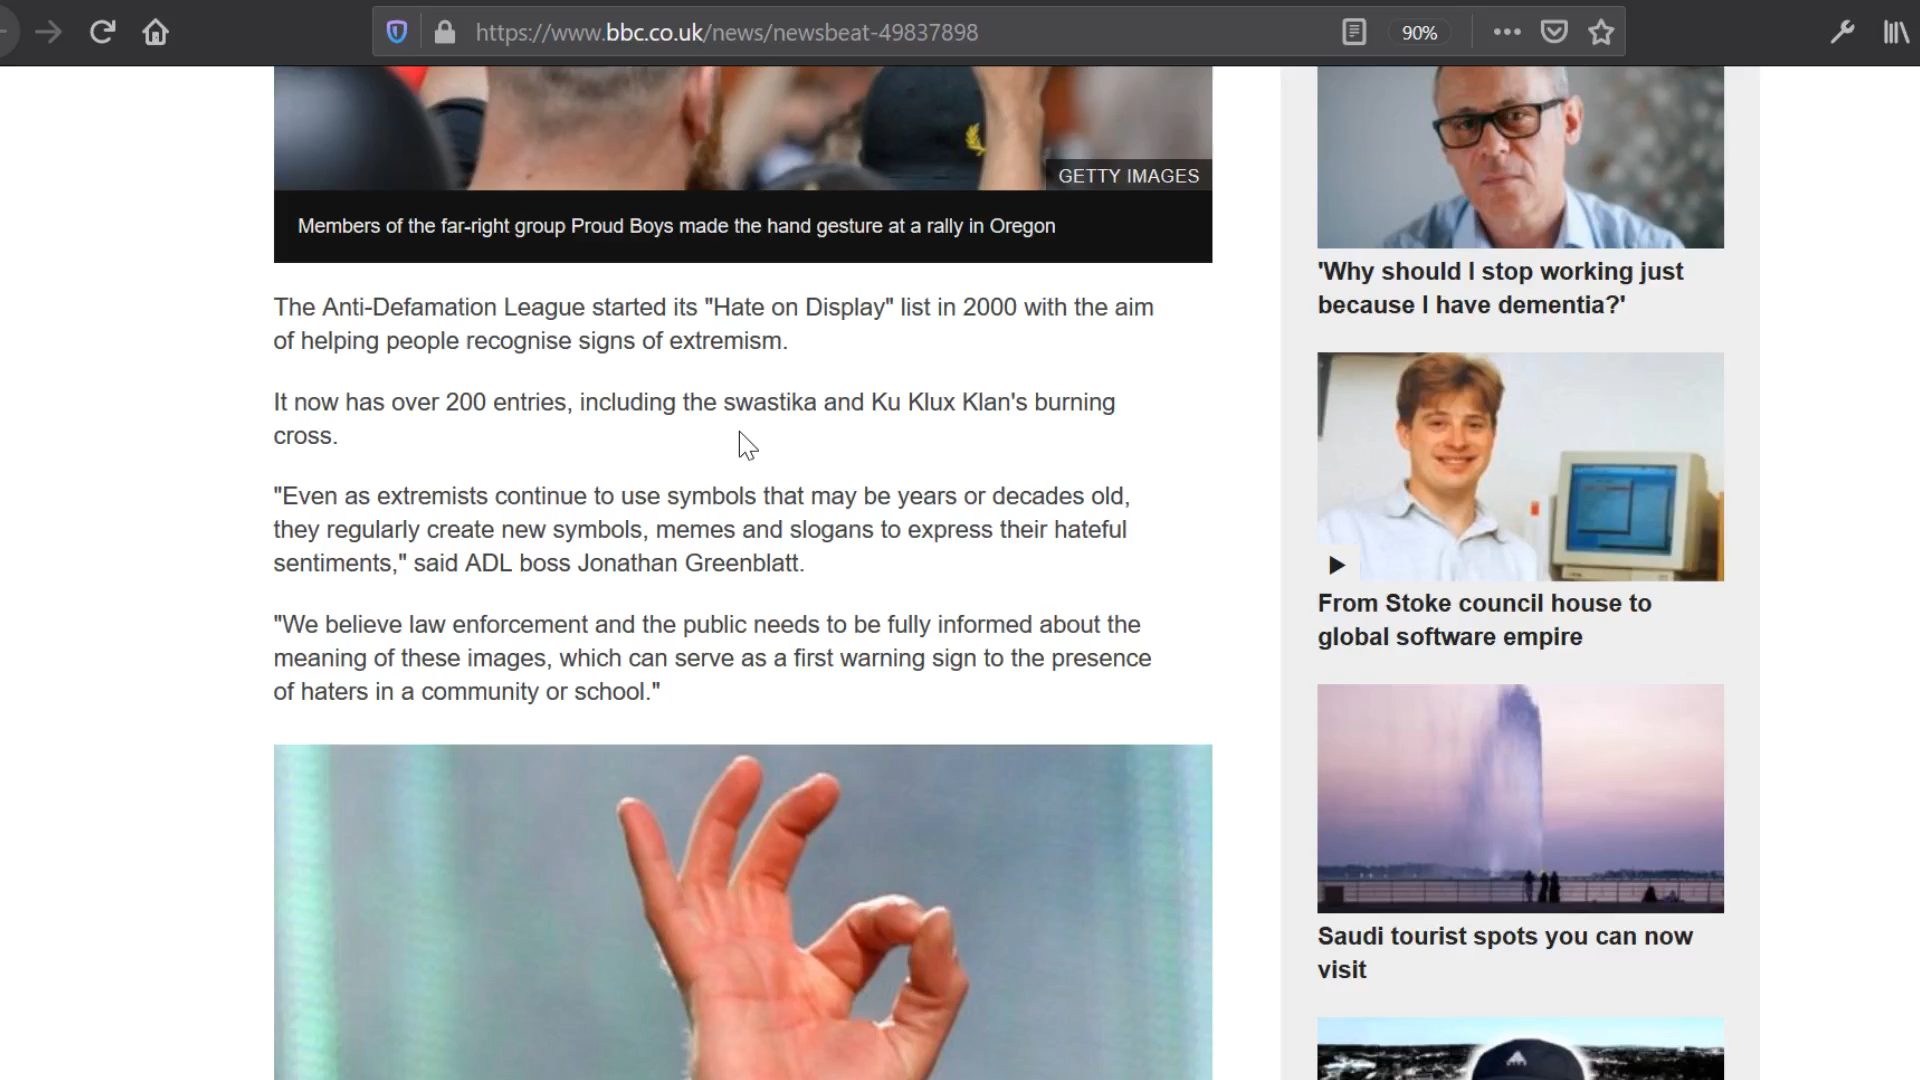 https://www.bbc.co.uk/news/newsbeat-49837898
90%
GETTY IMAGES
Members of the far-right group Proud Boys made the hand gesture at a rally in Oregon
The Anti-Defamation League started its "Hate on Display" list in 2000 with the aim
of helping people recognise signs of extremism.
It now has over 200 entries, including the swastika and Ku Klux Klan's burning
cross.
"Even as extremists continue to use symbols that may be years or decades old,
they regularly create new symbols, memes and slogans to express their hateful
sentiments," said ADL boss Jonathan Greenblatt.
"We believe law enforcement and the public needs to be fully informed about the
meaning of these images, which can serve as a first warning sign to the presence
of haters in a community or school."
'Why should I stop working just
because I have dementia?'
From Stoke council house to
global software empire
Saudi tourist spots you can now
visit